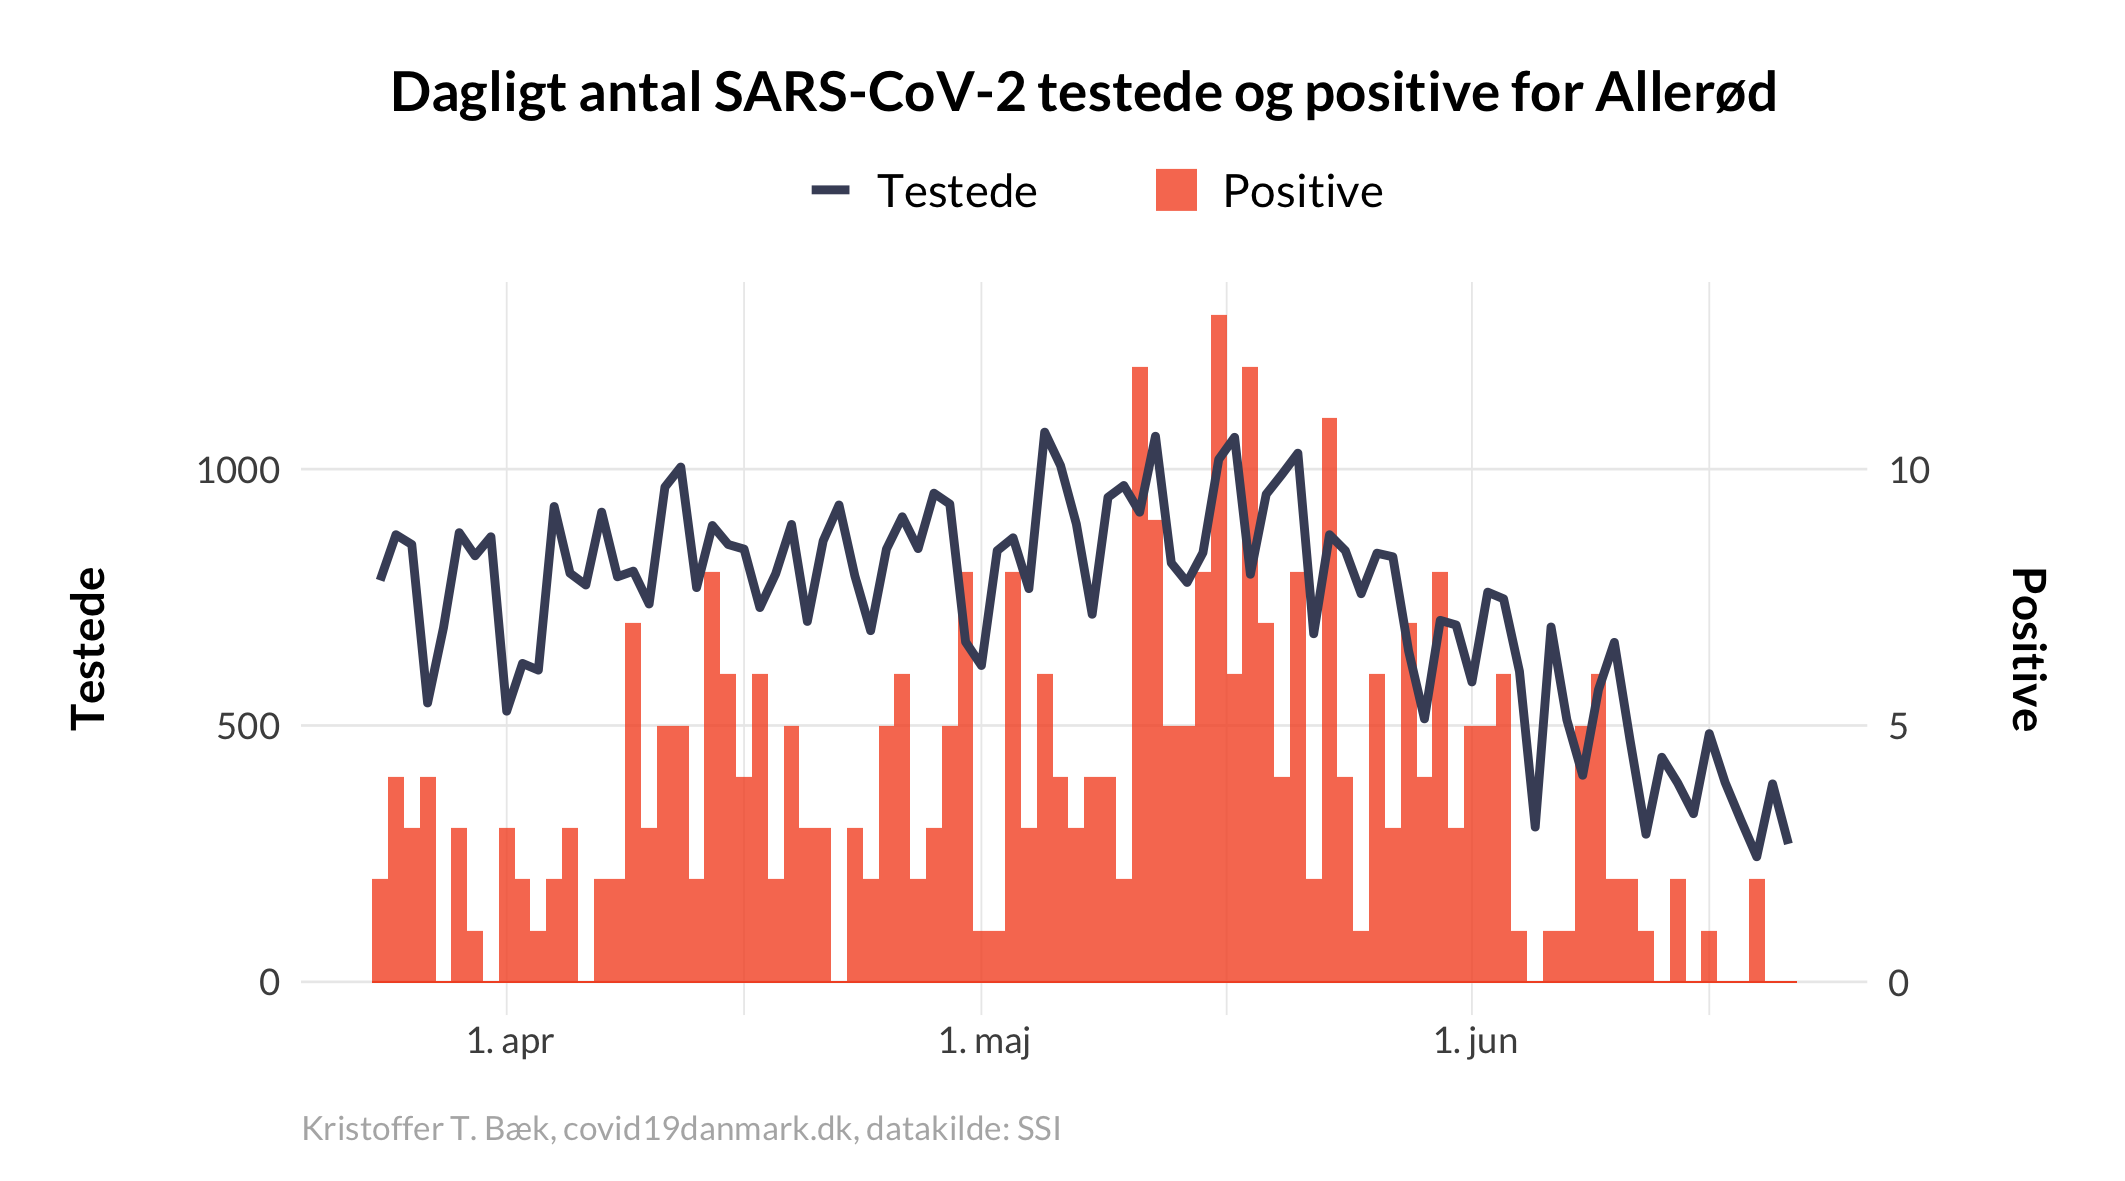 Dagligt antal SARS-CoV-2 testede og positive for Allerød
Testede
Positive
1000
500
0
Testede
10
5
0
Positive
1. apr
1. maj
1. jun
Kristoffer T. Bæk, covid19danmark.dk, datakilde: SSI